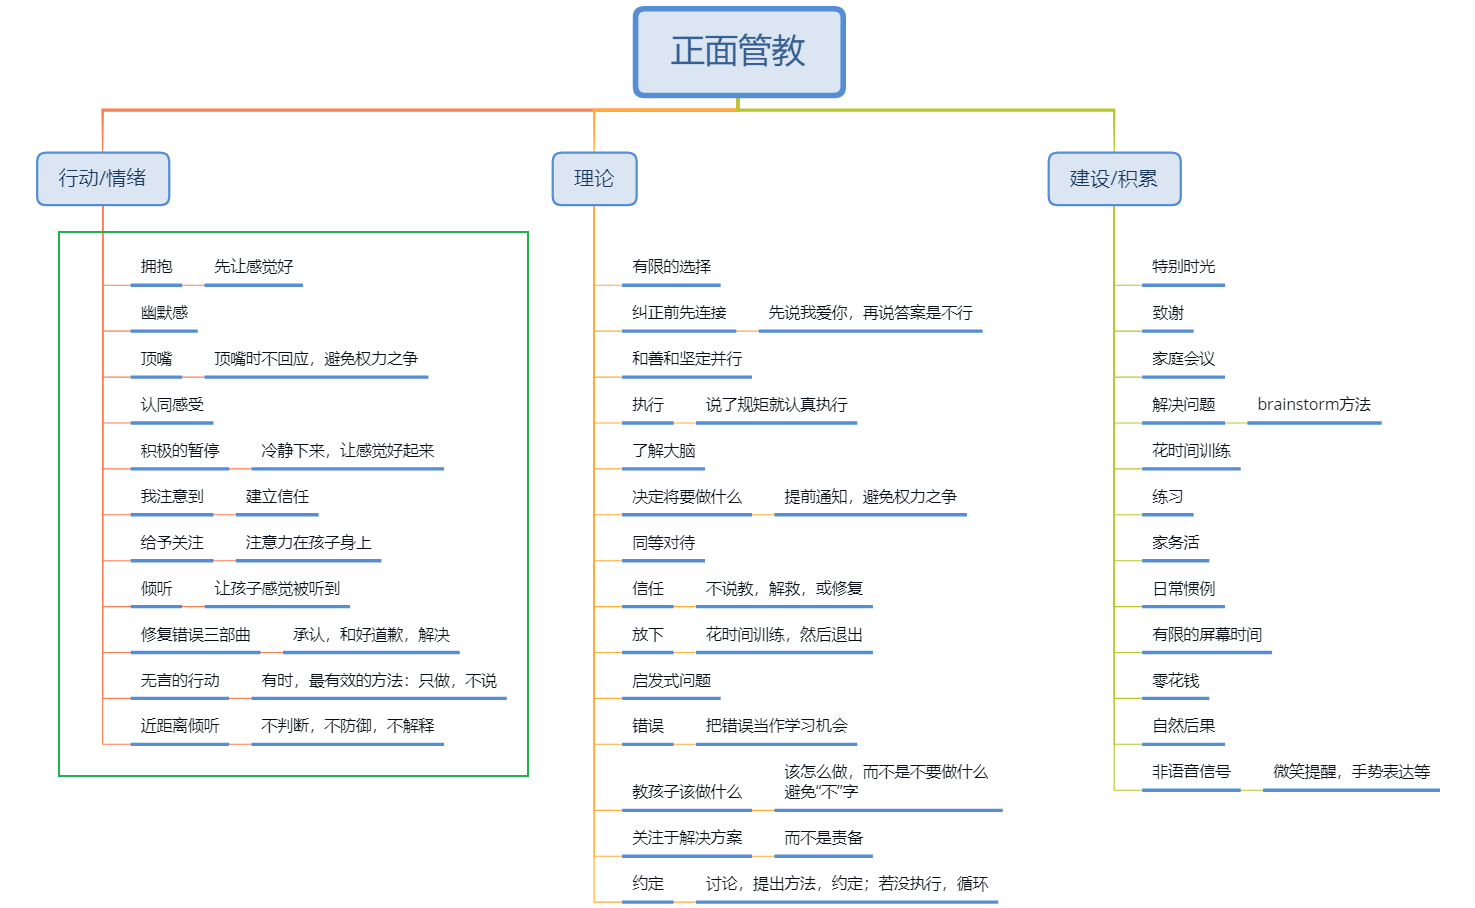 正面管教
行动/情绪
拥抱 先让感觉好
幽默感
顶嘴 顶嘴时不回应，避免权力之争
认同感受
积极的暂停 冷静下来，让感觉好起来
我注意到 建立信任
给予关注 注意力在孩子身上
倾听 让孩子感觉被听到
修复错误三部曲 承认，和好道歉，解决
无言的行动 有时，最有效的方法：只做，不说
近距离倾听 不判断，不防御，不解释
理论
有限的选择
纠正前先连接 先说我爱你，再说答案是不行
和善和坚定并行
执行 说了规矩就认真执行
了解大脑
决定将要做什么 提前通知，避免权力之争
同等对待
信任 不说教，解救，或修复
放下 花时间训练，然后退出
启发式问题
错误 把错误当作学习机会
教孩子该做什么 该怎么做，而不是不要做什么
避免“不”字
关注于解决方案 而不是责备
约定 讨论，提出方法，约定；若没执行，循环
建设/积累
特别时光
致谢
家庭会议
解决问题 brainstorm方法
花时间训练
练习
家务活
日常惯例
有限的屏幕时间
零花钱
自然后果
非语音信号 微笑提醒，手势表达等